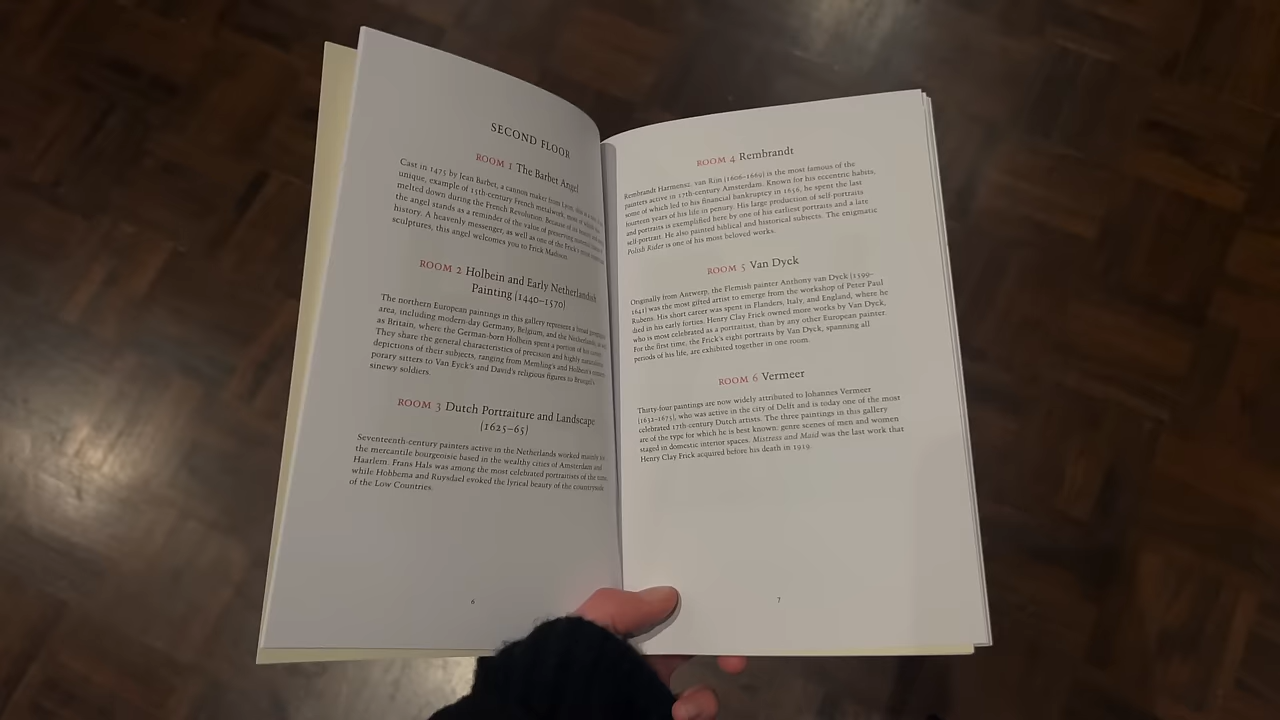 SECOND FLOOR
ROOM 1 The Barbet Angel
Cast in 1475 by Jean Barbet, a cannon maker from Lyon, this is a
unique, example of 15th-century French metalwork, most of which was
melted down during the French Revolution. Because of its
the angel stands as a reminder of the value of preserving
history. A heavenly messenger, as well as one of the Frick's
sculptures, this angel welcomes you to Frick Madison.
ROOM 2 Holbein and Early Netherlandish
Painting (1440–1570)
The northern European paintings in this gallery represent a broad
area, including modern-day Germany, Belgium, and the Netherlands, as well
as Britain, where the German-born Holbein spent a portion of his career.
They share the general characteristics of precision and highly naturalistic
depictions of their subjects, ranging from Memling's and Holbein's contem-
porary sitters to Van Eyck's and David's religious figures to Bruegel's
sinewy soldiers.
ROOM 3 Dutch Portraiture and Landscape
(1625–65)
Seventeenth-century painters active in the Netherlands worked mainly for
the mercantile bourgeoisie based in the wealthy cities of Amsterdam and
Haarlem. Frans Hals was among the most celebrated portraitists of the time,
while Hobbema and Ruysdael evoked the lyrical beauty of the countryside
of the Low Countries.
6
ROOM 4 Rembrandt
Rembrandt Harmensz. van Rijn (1606–1669) is the most famous of the
painters active in 17th-century Amsterdam. Known for his eccentric habits,
some of which led to his financial bankruptcy in 1656, he spent the last
fourteen years of his life in penury. His large production of self-portraits
and portraits is exemplified here by one of his earliest portraits and a late
self-portrait. He also painted biblical and historical subjects. The enigmatic
Polish Rider is one of his most beloved works.
ROOM 5 Van Dyck
Originally from Antwerp, the Flemish painter Anthony van Dyck (1599–
1641) was the most gifted artist to emerge from the workshop of Peter Paul
Rubens. His short career was spent in Flanders, Italy, and England, where he
died in his early forties. Henry Clay Frick owned more works by Van Dyck,
who is most celebrated as a portraitist, than by any other European painter.
For the first time, the Frick's eight portraits by Van Dyck, spanning all
periods of his life, are exhibited together in one room.
ROOM 6 Vermeer
Thirty-four paintings are now widely attributed to Johannes Vermeer
(1632–1675), who was active in the city of Delft and is today one of the most
celebrated 17th-century Dutch artists. The three paintings in this gallery
are of the type for which he is best known: genre scenes of men and women
staged in domestic interior spaces. Mistress and Maid was the last work that
Henry Clay Frick acquired before his death in 1919.
7